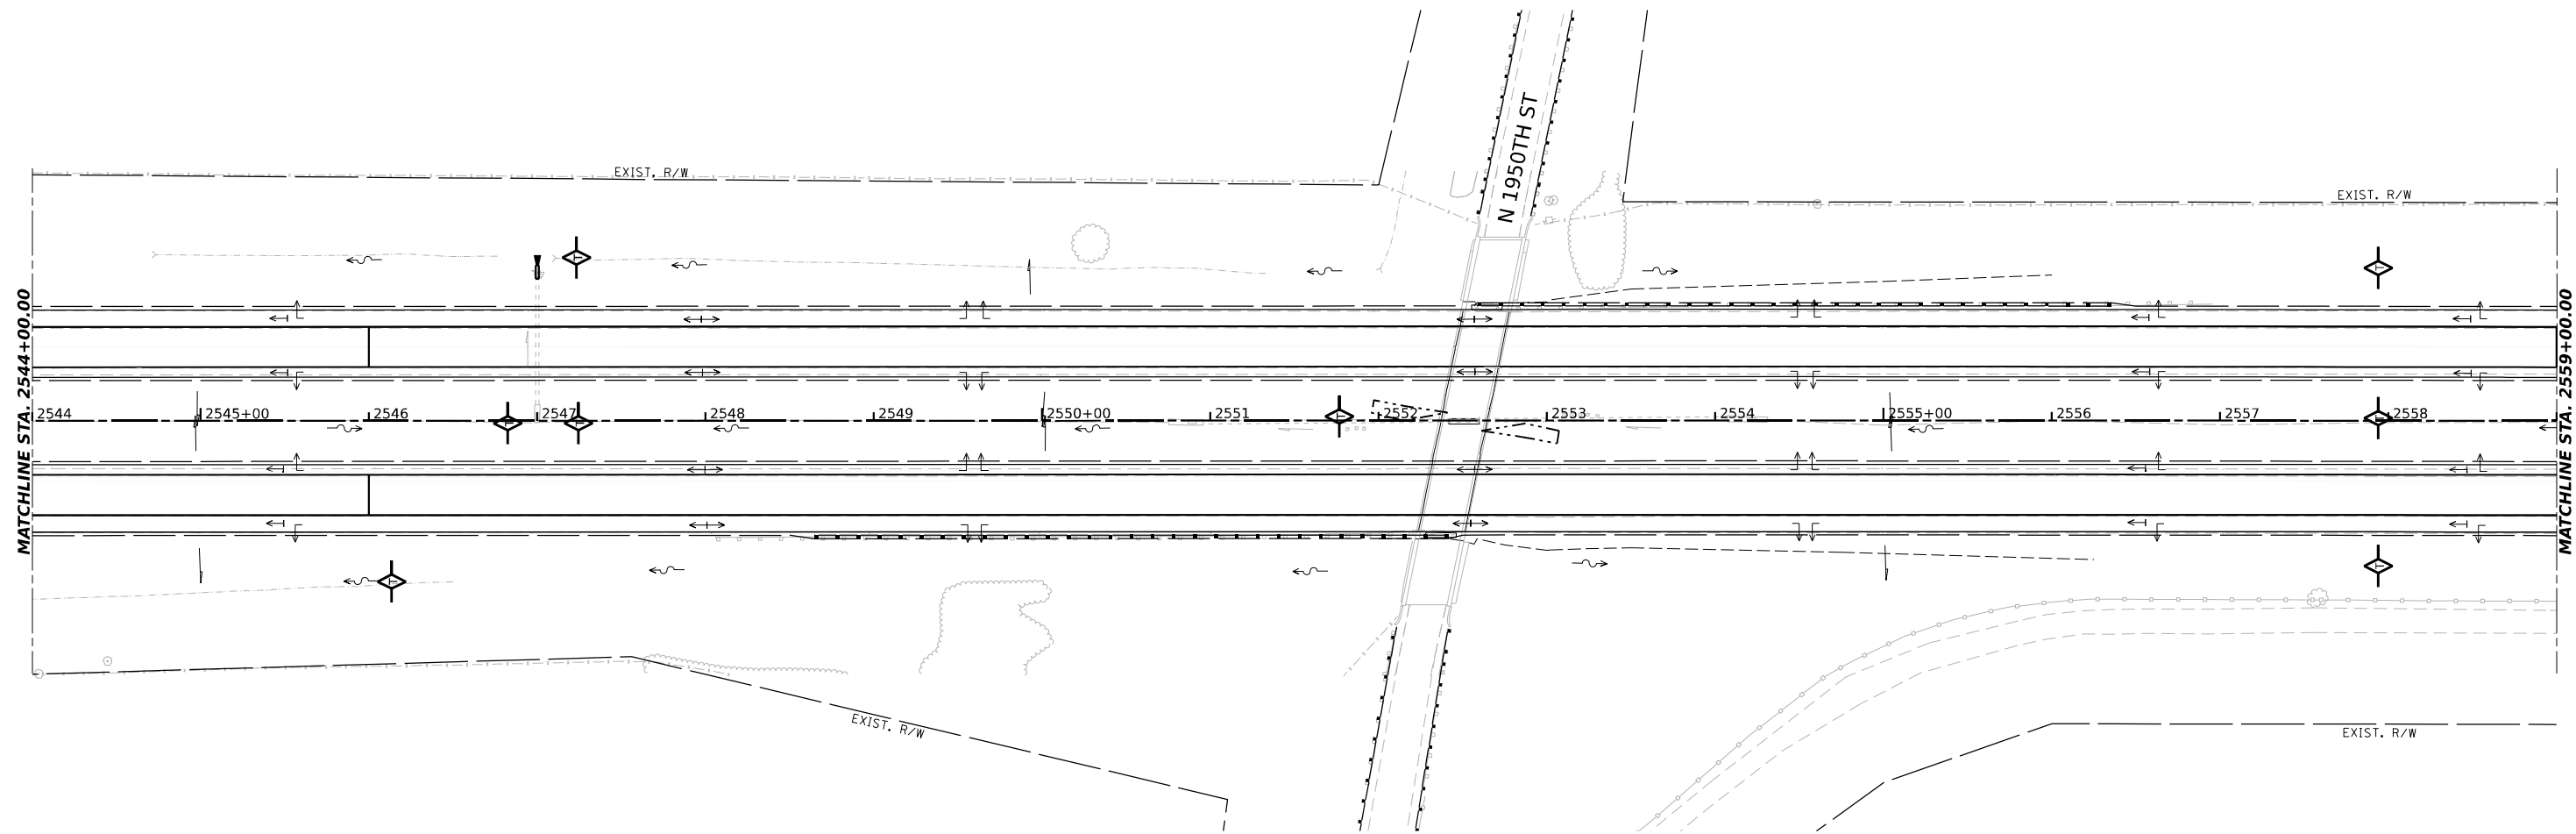 N 1950TH ST
EXIST. R/W
EXIST. R/W
MATCHLINE STA. 2544+00.00
MATCHLINE STA. 2559+00.00
2544 2545+00 2546 2547 2548 2549 2550+00 2551 2552 2553 2554 2555+00 2556 2557 2558
EXIST. R/W
EXIST. R/W